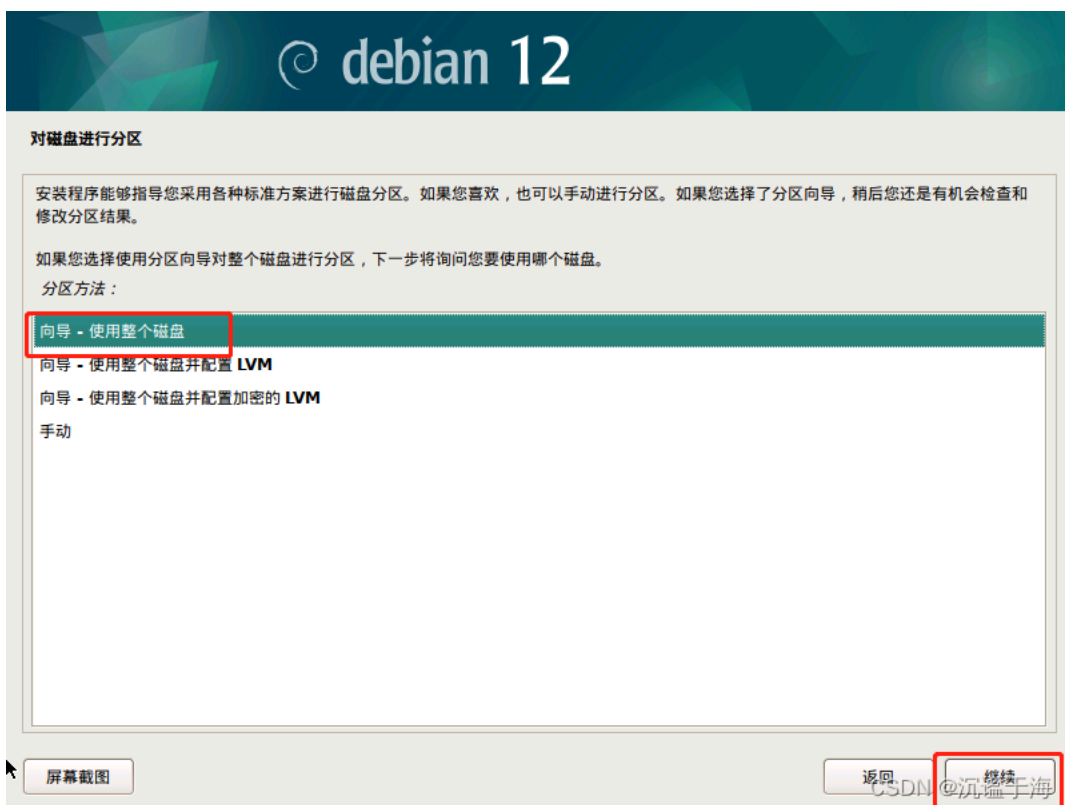 debian 12
对磁盘进行分区
安装程序能够指导您采用各种标准方案进行磁盘分区。如果您喜欢，也可以手动进行分区。如果您选择了分区向导，稍后您还是有机会检查和
修改分区结果。
如果您选择使用分区向导对整个磁盘进行分区，下一步将询问您要使用哪个磁盘。
分区方法：
向导 - 使用整个磁盘
向导 - 使用整个磁盘并配置 LVM
向导 - 使用整个磁盘并配置加密的 LVM
手动
屏幕截图
返回
继续
CSDN @沉谧于海